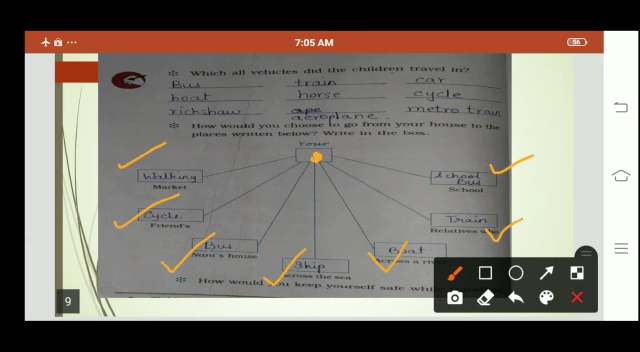 7:05 AM
56
Which all vehicles did the children travel in?
Bus train car
boat horse cycle
rickshaw aeroplane. metro train
How would you choose to go from your house to the
places written below? Write in the box.
Your
Walking
Market
School Bus
School
Cycle
Friend's
Train
Relatives
Bus
Nani's house
Ship
across the sea
Boat
across a river
How would you keep yourself safe while
9